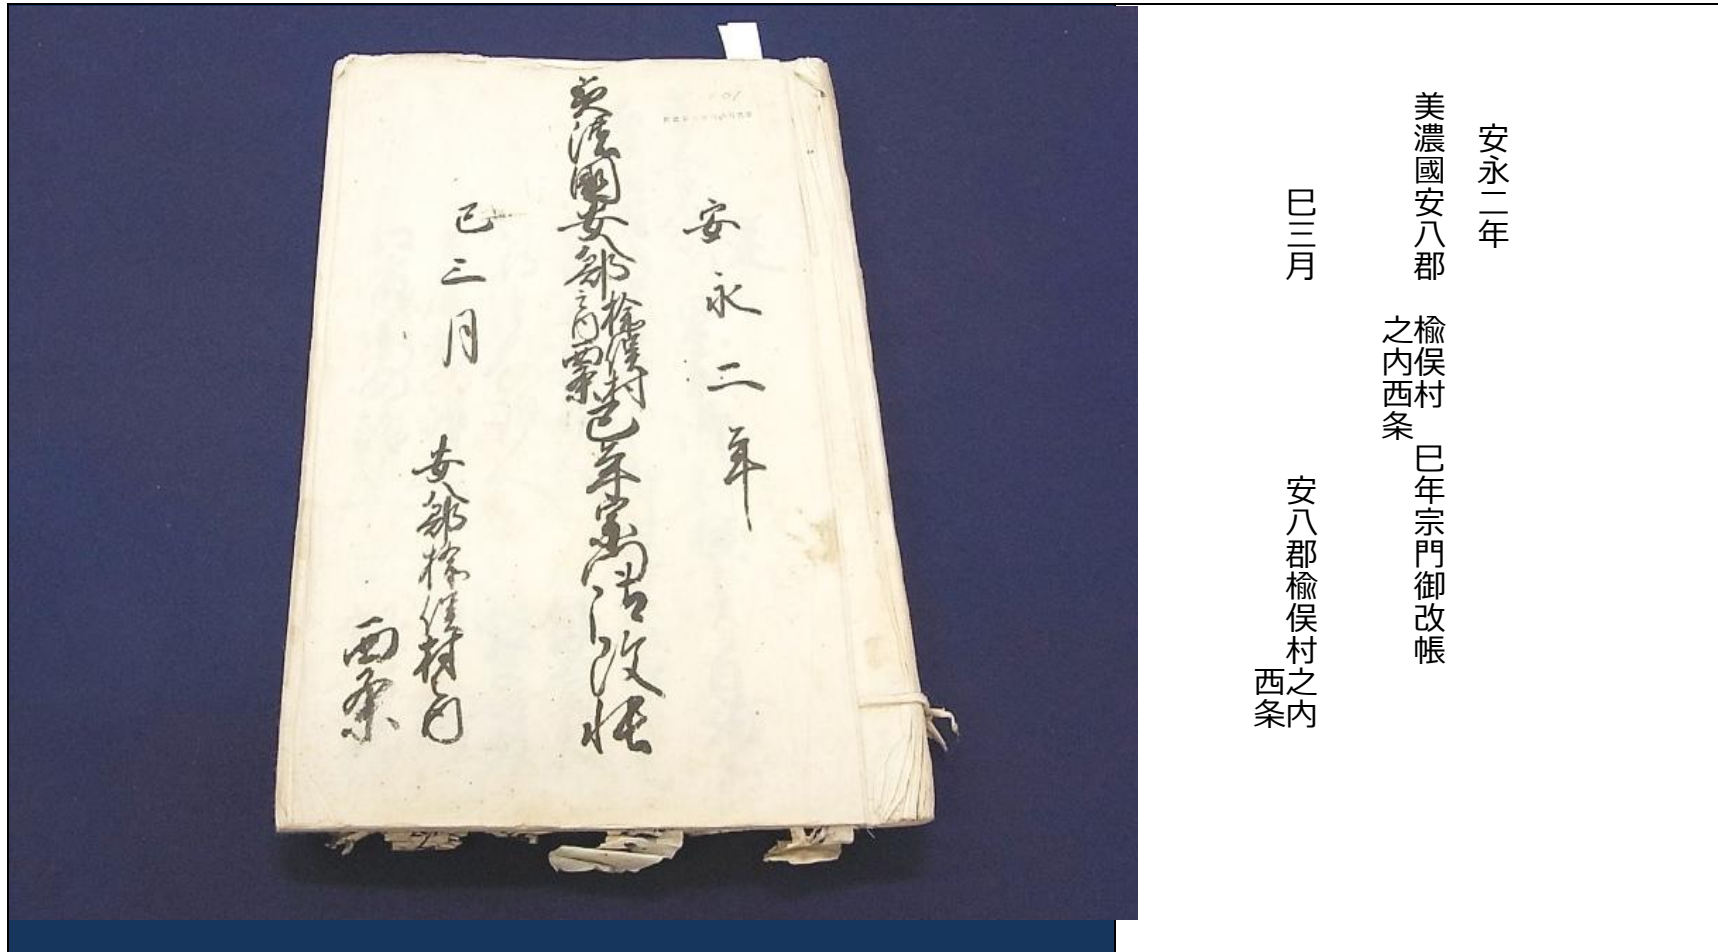 安永二年
美濃國安八郡
楡俣村
之内西条
巳年宗門御改帳
巳三月
安八郡楡俣村之内
西条
安永二年
美濃國安八郡
楡俣村
之内西条
巳年宗門御改帳
巳三月
安八郡楡俣村之内
西条